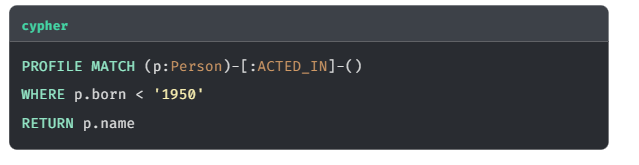 cypher
PROFILE MATCH (p:Person)-[:ACTED_IN]-()
WHERE p.born < '1950'
RETURN p.name